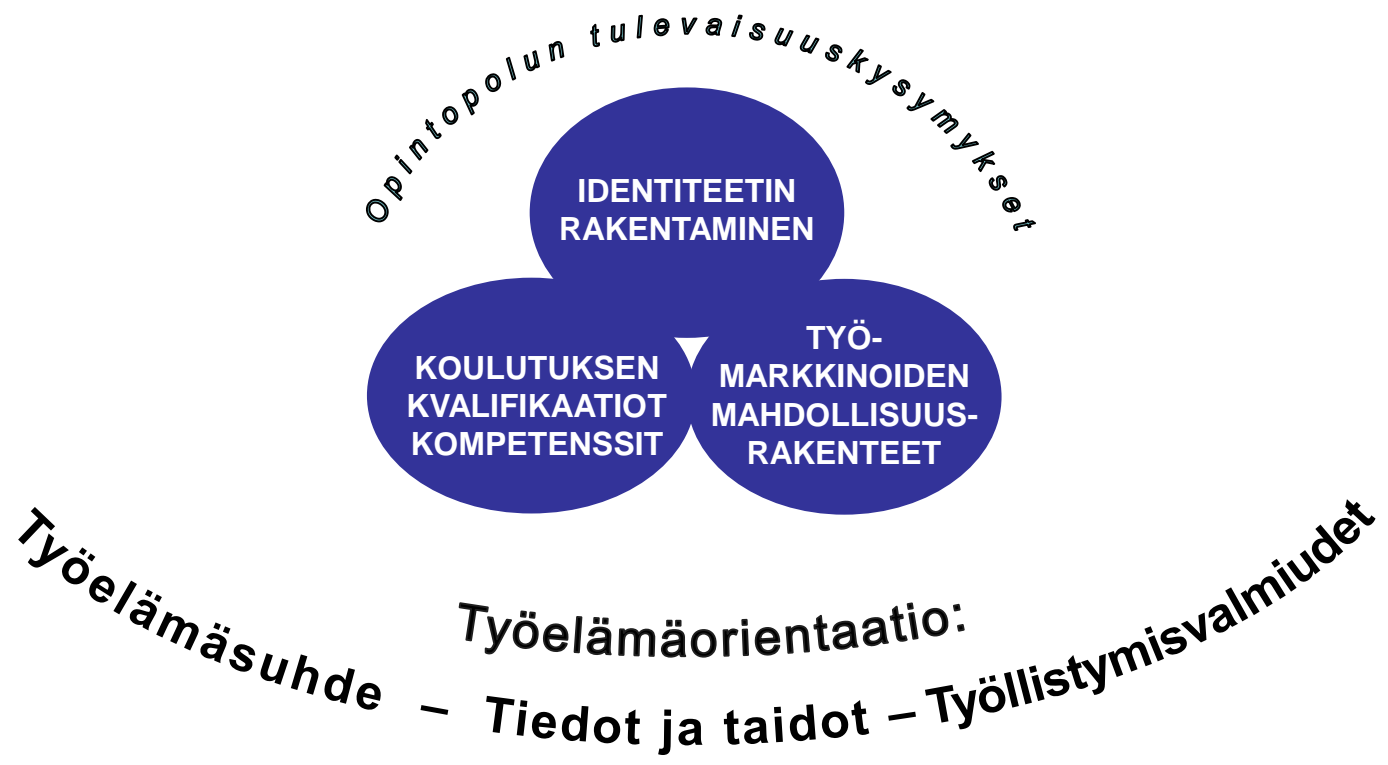 Opintopolun tulevaisuuskysymykset
IDENTITEETIN
RAKENTAMINEN
KOULUTUKSEN
KVALIFIKAATIOT
KOMPETENSSIT
TYÖ-
MARKKINOIDEN
MAHDOLLISUUS-
RAKENTEET
Työelämäorientaatio:
Työelämäsuhde – Tiedot ja taidot – Työllistymisvalmiudet